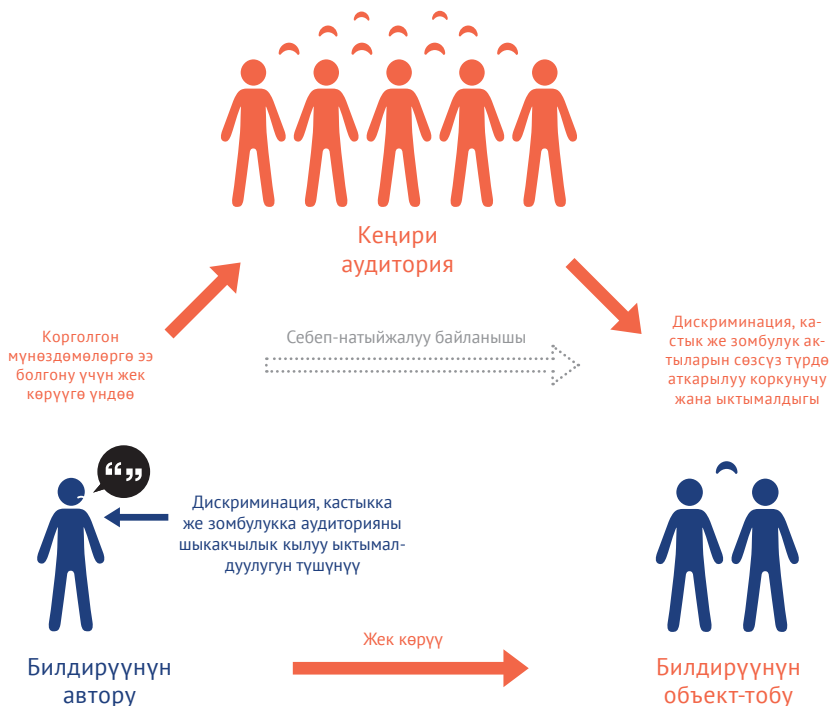 Кеңири
аудитория
Корголгон
мүнөздөмөлөргө ээ
болгону үчүн жек
көрүүгө үндөө
Себеп-натыйжалуу байланышы
Дискриминация, ка-
стык же зомбулук ак-
тыларын сөзсүз түрдө
аткарылуу коркунучу
жана ыктымалдыгы
Дискриминация, кастыкка
же зомбулукка аудиторияны
шыкакчылык кылуу ыктымал-
дуулугун түшүнүү
Жек көрүү
Билдирүүнүн
автору
Билдирүүнүн
объект-тобу